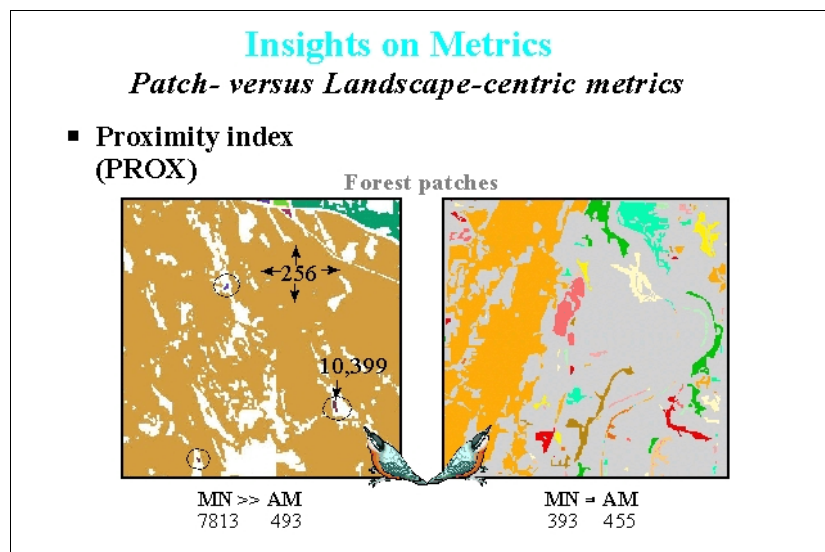 Insights on Metrics
Patch- versus Landscape-centric metrics
■ Proximity index
(PROX)
Forest patches
256
10,399
MN >> AM
7813 493
MN = AM
393 455